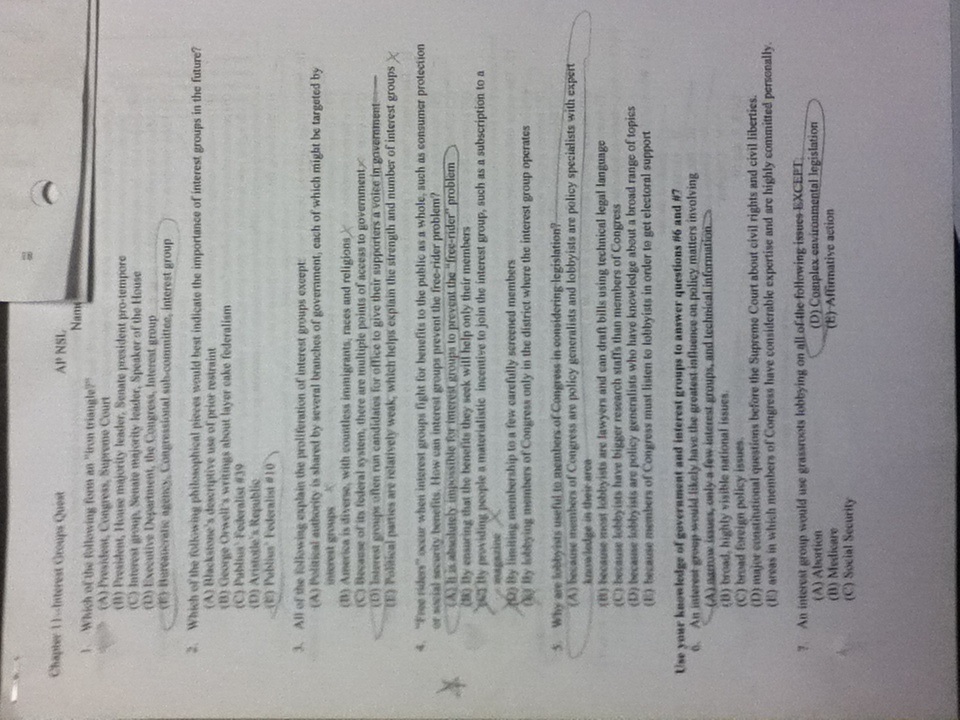 Chapter 11--Interest Groups Quest AP NSL
Name
1. Which of the following form an "iron triangle?"
(A) President, Congress, Supreme Court
(B) President, House majority leader, Senate president pro-tempore
(C) Interest group, Senate majority leader, Speaker of the House
(D) Executive Department, the Congress, Interest group
(E) Bureaucratic agency, Congressional sub-committee, interest group
2. Which of the following philosophical pieces would best indicate the importance of interest groups in the future?
(A) Blackstone's descriptive use of prior restraint
(B) George Orwell's writings about layer cake federalism
(C) Publius' Federalist #39
(D) Aristotle's Republic
(E) Publius' Federalist #10
3. All of the following explain the proliferation of interest groups except:
(A) Political authority is shared by several branches of government, each of which might be targeted by
interest groups
(B) America is diverse, with countless immigrants, races and religions
(C) Because of its federal system, there are multiple points of access to government
(D) Interest groups often run candidates for office to give their supporters a voice in government
(E) Political parties are relatively weak, which helps explain the strength and number of interest groups
4. "Free riders" occur when interest groups fight for benefits to the public as a whole, such as consumer protection
or social security benefits. How can interest groups prevent the free-rider problem?
(A) It is absolutely impossible for interest groups to prevent the "free-rider" problem
(B) By ensuring that the benefits they seek will help only their members
(C) By providing people a materialistic incentive to join the interest group, such as a subscription to a
magazine
(D) By limiting membership to a few carefully screened members
(E) By lobbying members of Congress only in the district where the interest group operates
5. Why are lobbyists useful to members of Congress in considering legislation?
(A) because members of Congress are policy generalists and lobbyists are policy specialists with expert
knowledge in their area
(B) because most lobbyists are lawyers and can draft bills using technical legal language
(C) because lobbyists have bigger research staffs than members of Congress
(D) because lobbyists are policy generalists who have knowledge about a broad range of topics
(E) because members of Congress must listen to lobbyists in order to get electoral support
Use your knowledge of government and interest groups to answer questions #6 and #7
6. An interest group would likely have the greatest influence on policy matters involving
(A) narrow issues, only a few interest groups, and technical information.
(B) broad, highly visible national issues.
(C) broad foreign policy issues.
(D) major constitutional questions before the Supreme Court about civil rights and civil liberties.
(E) areas in which members of Congress have considerable expertise and are highly committed personally.
7. An interest group would use grassroots lobbying on all of the following issues EXCEPT:
(A) Abortion (D) Complex environmental legislation
(B) Medicare (E) Affirmative action
(C) Social Security